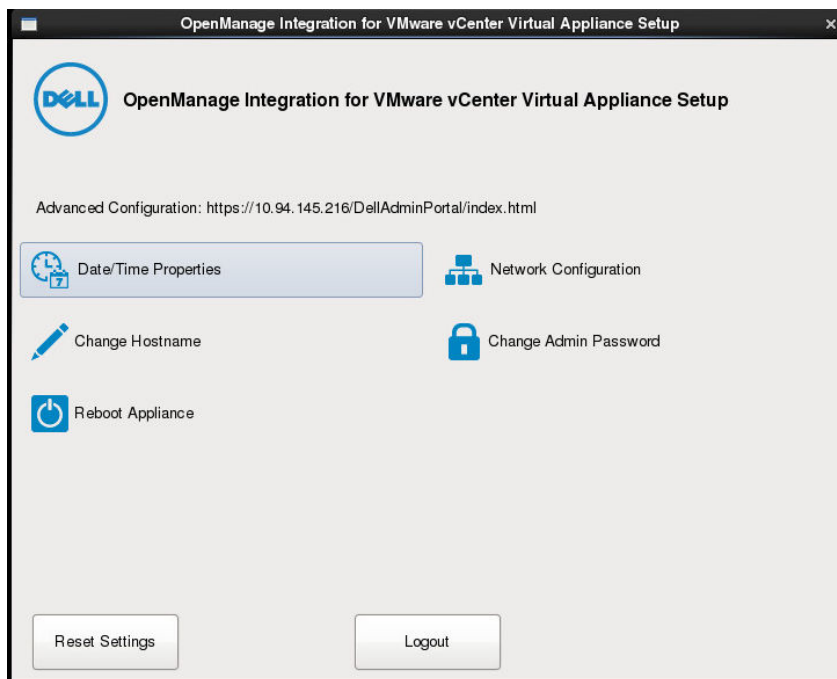 OpenManage Integration for VMware vCenter Virtual Appliance Setup
DELL
OpenManage Integration for VMware vCenter Virtual Appliance Setup
Advanced Configuration: https://10.94.145.216/DellAdminPortal/index.html
7
Date/Time Properties
Network Configuration
Change Hostname
Change Admin Password
Reboot Appliance
Reset Settings
Logout